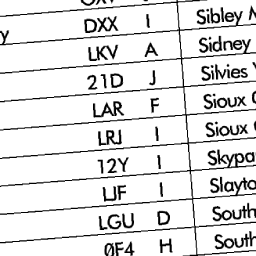 DXX I Sibley
y LKV A Sidney
21D J Silvies
LAR F Sioux
LRJ I Sioux
12Y I Skypa
LJF I Slayto
LGU D South
0F4 H South